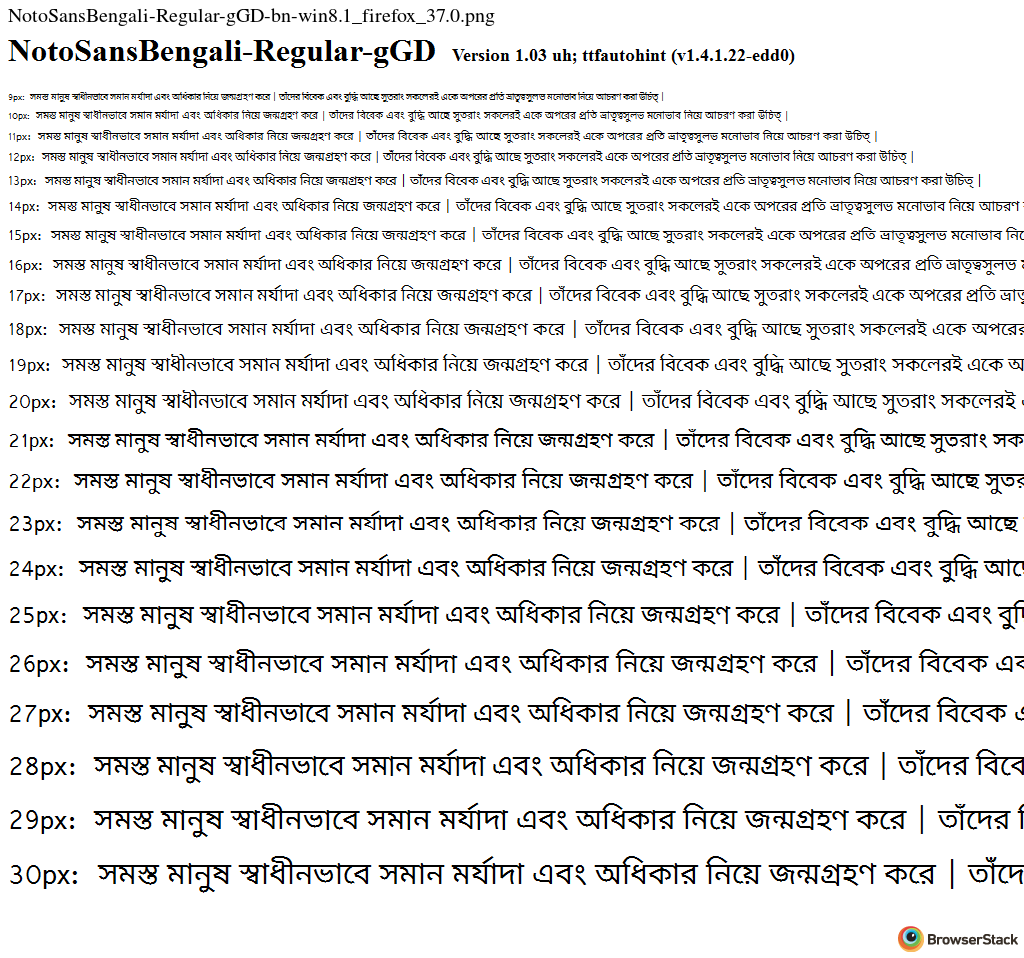 NotoSansBengali-Regular-gGD-bn-win8.1_firefox_37.0.png
NotoSansBengali-Regular-gGD Version 1.03 uh; ttfautohint (v1.4.1.22-edd0)
9px: সমস্ত মানুষ স্বাধীনভাবে সমান মর্যাদা এবং অধিকার নিয়ে জন্মগ্রহণ করে | তাঁদের বিবেক এবং বুদ্ধি আছে সুতরাং সকলেরই একে অপরের প্রতি ভ্রাতৃত্বসুলভ মনোভাব নিয়ে আচরণ করা উচিত্ |
10px: সমস্ত মানুষ স্বাধীনভাবে সমান মর্যাদা এবং অধিকার নিয়ে জন্মগ্রহণ করে | তাঁদের বিবেক এবং বুদ্ধি আছে সুতরাং সকলেরই একে অপরের প্রতি ভ্রাতৃত্বসুলভ মনোভাব নিয়ে আচরণ করা উচিত্ |
11px: সমস্ত মানুষ স্বাধীনভাবে সমান মর্যাদা এবং অধিকার নিয়ে জন্মগ্রহণ করে | তাঁদের বিবেক এবং বুদ্ধি আছে সুতরাং সকলেরই একে অপরের প্রতি ভ্রাতৃত্বসুলভ মনোভাব নিয়ে আচরণ করা উচিত্ |
12px: সমস্ত মানুষ স্বাধীনভাবে সমান মর্যাদা এবং অধিকার নিয়ে জন্মগ্রহণ করে | তাঁদের বিবেক এবং বুদ্ধি আছে সুতরাং সকলেরই একে অপরের প্রতি ভ্রাতৃত্বসুলভ মনোভাব নিয়ে আচরণ করা উচিত্ |
13px: সমস্ত মানুষ স্বাধীনভাবে সমান মর্যাদা এবং অধিকার নিয়ে জন্মগ্রহণ করে | তাঁদের বিবেক এবং বুদ্ধি আছে সুতরাং সকলেরই একে অপরের প্রতি ভ্রাতৃত্বসুলভ মনোভাব নিয়ে আচরণ করা উচিত্ |
14px: সমস্ত মানুষ স্বাধীনভাবে সমান মর্যাদা এবং অধিকার নিয়ে জন্মগ্রহণ করে | তাঁদের বিবেক এবং বুদ্ধি আছে সুতরাং সকলেরই একে অপরের প্রতি ভ্রাতৃত্বসুলভ মনোভাব নিয়ে আচরণ
15px: সমস্ত মানুষ স্বাধীনভাবে সমান মর্যাদা এবং অধিকার নিয়ে জন্মগ্রহণ করে | তাঁদের বিবেক এবং বুদ্ধি আছে সুতরাং সকলেরই একে অপরের প্রতি ভ্রাতৃত্বসুলভ মনোভাব
16px: সমস্ত মানুষ স্বাধীনভাবে সমান মর্যাদা এবং অধিকার নিয়ে জন্মগ্রহণ করে | তাঁদের বিবেক এবং বুদ্ধি আছে সুতরাং সকলেরই একে অপরের প্রতি ভ্রাতৃত্বসুলভ
17px: সমস্ত মানুষ স্বাধীনভাবে সমান মর্যাদা এবং অধিকার নিয়ে জন্মগ্রহণ করে | তাঁদের বিবেক এবং বুদ্ধি আছে সুতরাং সকলেরই একে অপরের প্রতি
18px: সমস্ত মানুষ স্বাধীনভাবে সমান মর্যাদা এবং অধিকার নিয়ে জন্মগ্রহণ করে | তাঁদের বিবেক এবং বুদ্ধি আছে সুতরাং সকলেরই একে অপরের
19px: সমস্ত মানুষ স্বাধীনভাবে সমান মর্যাদা এবং অধিকার নিয়ে জন্মগ্রহণ করে | তাঁদের বিবেক এবং বুদ্ধি আছে সুতরাং সকলেরই একে
20px: সমস্ত মানুষ স্বাধীনভাবে সমান মর্যাদা এবং অধিকার নিয়ে জন্মগ্রহণ করে | তাঁদের বিবেক এবং বুদ্ধি আছে সুতরাং সকলেরই
21px: সমস্ত মানুষ স্বাধীনভাবে সমান মর্যাদা এবং অধিকার নিয়ে জন্মগ্রহণ করে | তাঁদের বিবেক এবং বুদ্ধি আছে সুতরাং সক
22px: সমস্ত মানুষ স্বাধীনভাবে সমান মর্যাদা এবং অধিকার নিয়ে জন্মগ্রহণ করে | তাঁদের বিবেক এবং বুদ্ধি আছে
23px: সমস্ত মানুষ স্বাধীনভাবে সমান মর্যাদা এবং অধিকার নিয়ে জন্মগ্রহণ করে | তাঁদের বিবেক এবং বুদ্ধি আছে
24px: সমস্ত মানুষ স্বাধীনভাবে সমান মর্যাদা এবং অধিকার নিয়ে জন্মগ্রহণ করে | তাঁদের বিবেক এবং বুদ্ধি
25px: সমস্ত মানুষ স্বাধীনভাবে সমান মর্যাদা এবং অধিকার নিয়ে জন্মগ্রহণ করে | তাঁদের বিবেক এবং
26px: সমস্ত মানুষ স্বাধীনভাবে সমান মর্যাদা এবং অধিকার নিয়ে জন্মগ্রহণ করে | তাঁদের বিবেক এব
27px: সমস্ত মানুষ স্বাধীনভাবে সমান মর্যাদা এবং অধিকার নিয়ে জন্মগ্রহণ করে | তাঁদের বিবেক
28px: সমস্ত মানুষ স্বাধীনভাবে সমান মর্যাদা এবং অধিকার নিয়ে জন্মগ্রহণ করে | তাঁদের
29px: সমস্ত মানুষ স্বাধীনভাবে সমান মর্যাদা এবং অধিকার নিয়ে জন্মগ্রহণ করে | তাঁদের
30px: সমস্ত মানুষ স্বাধীনভাবে সমান মর্যাদা এবং অধিকার নিয়ে জন্মগ্রহণ করে | তাঁদে
BrowserStack